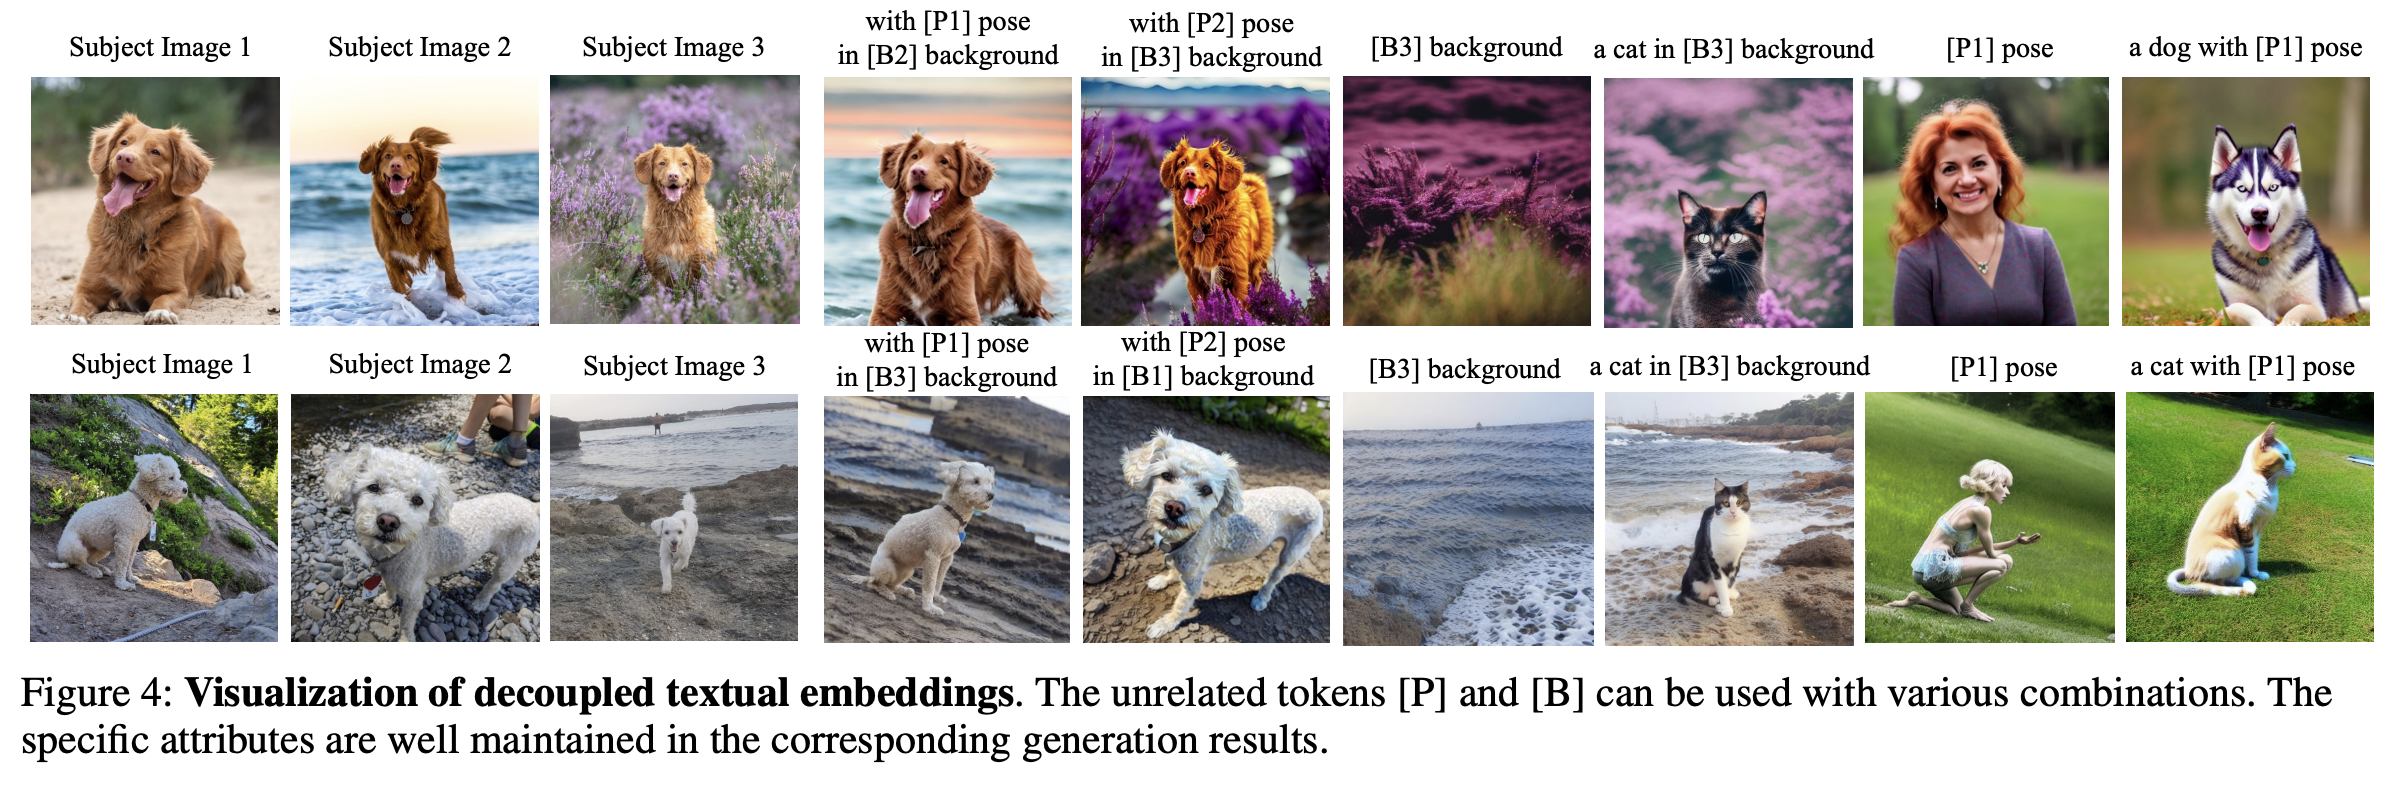 Subject Image 1
Subject Image 2
Subject Image 3
with [P1] pose
in [B2] background
with [P2] pose
in [B3] background
[B3] background
a cat in [B3] background
[P1] pose
a dog with [P1] pose
Subject Image 1
Subject Image 2
Subject Image 3
with [P1] pose
in [B3] background
with [P2] pose
in [B1] background
[B3] background
a cat in [B3] background
[P1] pose
a cat with [P1] pose
Figure 4: Visualization of decoupled textual embeddings. The unrelated tokens [P] and [B] can be used with various combinations. The
specific attributes are well maintained in the corresponding generation results.